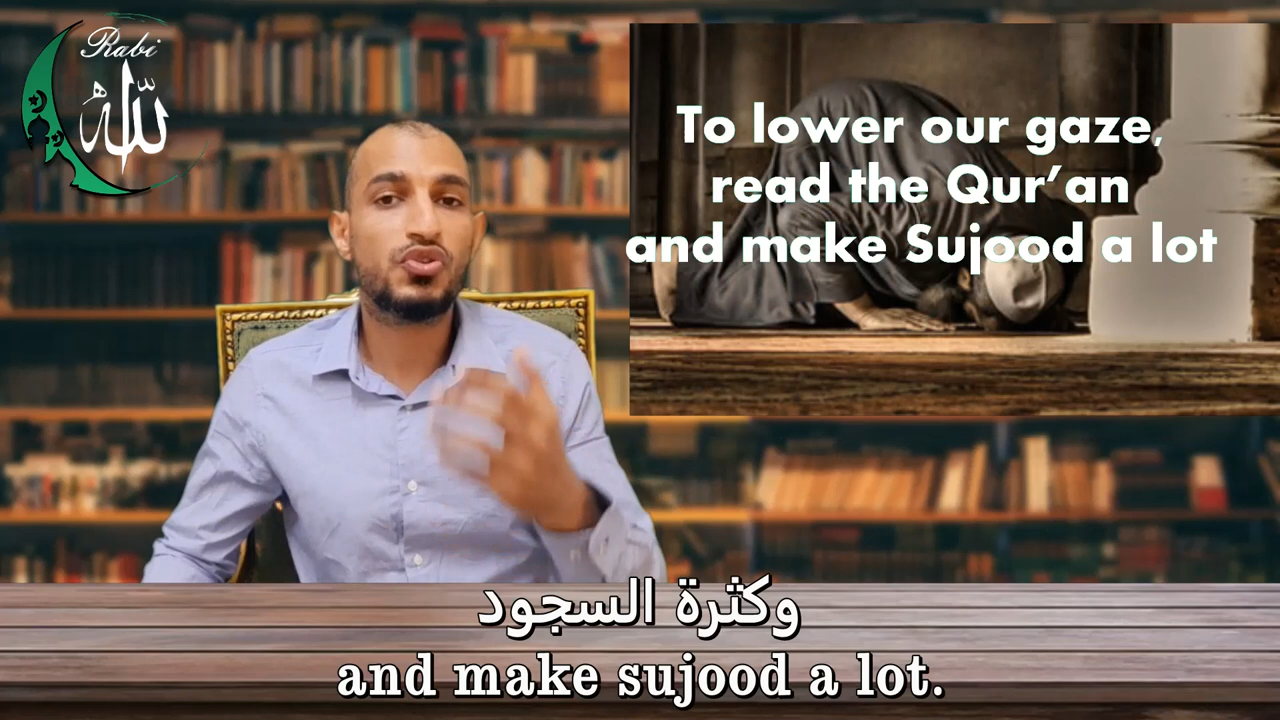 Rabi
الله
To lower our gaze,
read the Qur’an
and make Sujood a lot
وكثرة السجود
and make sujood a lot.